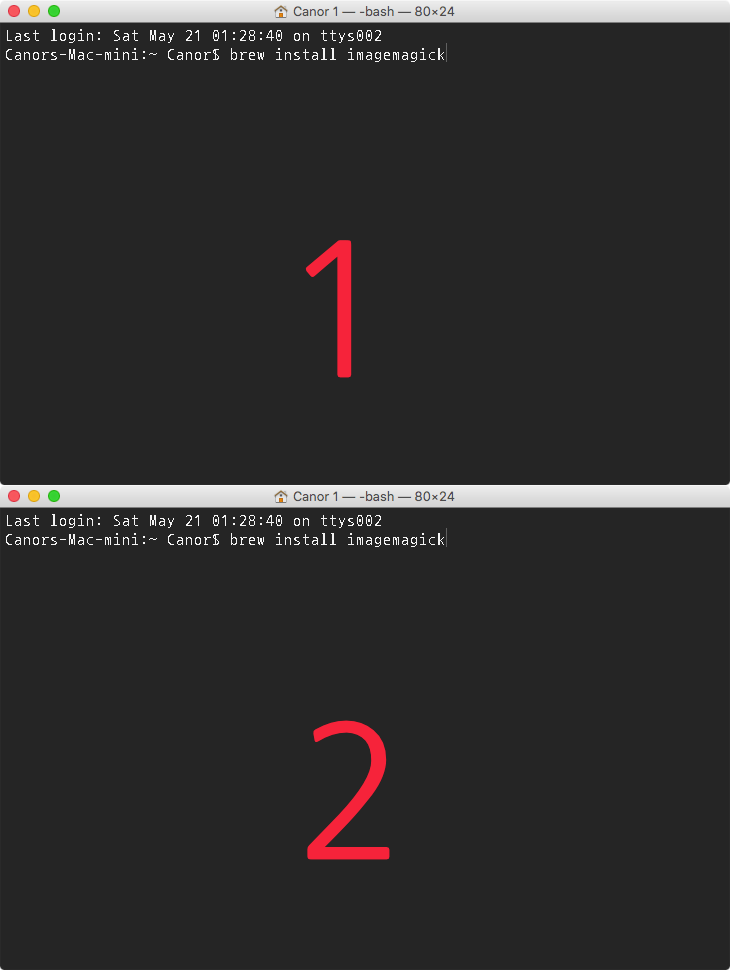 Canor 1 — -bash — 80×24
Last login: Sat May 21 01:28:40 on ttys002
Canors-Mac-mini:~ Canor$ brew install imagemagick
1
Canor 1 — -bash — 80×24
Last login: Sat May 21 01:28:40 on ttys002
Canors-Mac-mini:~ Canor$ brew install imagemagick
2